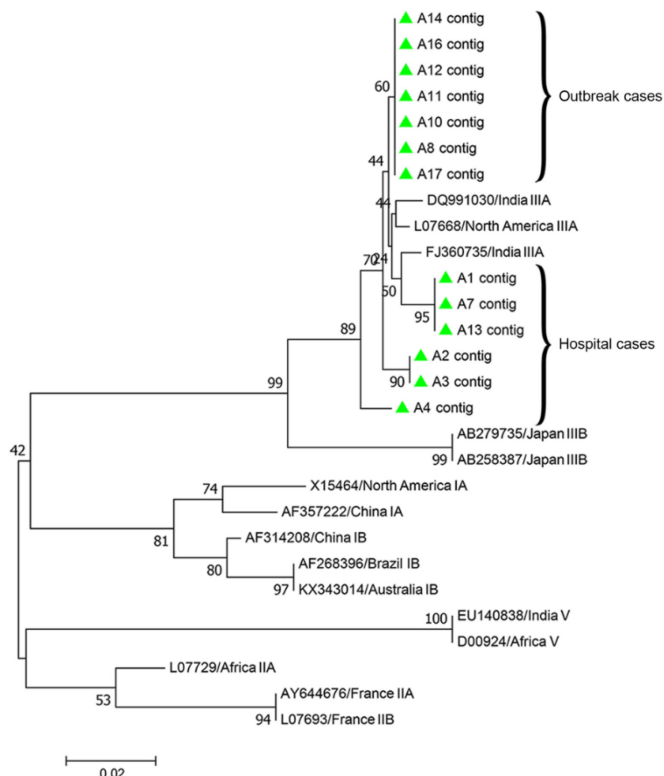 A14 contig
A16 contig
60
A12 contig
A11 contig
Outbreak cases
A10 contig
A8 contig
44
A17 contig
44
DQ991030/India IIIA
L07668/North America IIIA
70
24
FJ360735/India IIIA
A1 contig
50
A7 contig
95
A13 contig
89
Hospital cases
A2 contig
90
A3 contig
99
A4 contig
AB279735/Japan IIIB
42
99
AB258387/Japan IIIB
74
X15464/North America IA
AF357222/China IA
81
AF314208/China IB
80
AF268396/Brazil IB
97
KX343014/Australia IB
100
EU140838/India V
D00924/Africa V
L07729/Africa IIA
53
AY644676/France IIA
94
L07693/France IIB
0.02